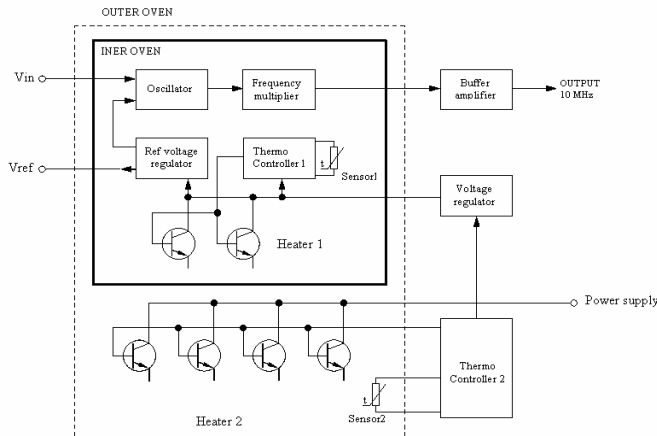 OUTER OVEN
INER OVEN
Vin
Oscillator
Frequency
multiplier
Buffer
amplifier
OUTPUT
10 MHz
Vref
Ref voltage
regulator
Thermo
Controller 1
t
Sensor1
Voltage
regulator
Heater 1
Power supply
Thermo
Controller 2
t
Sensor2
Heater 2